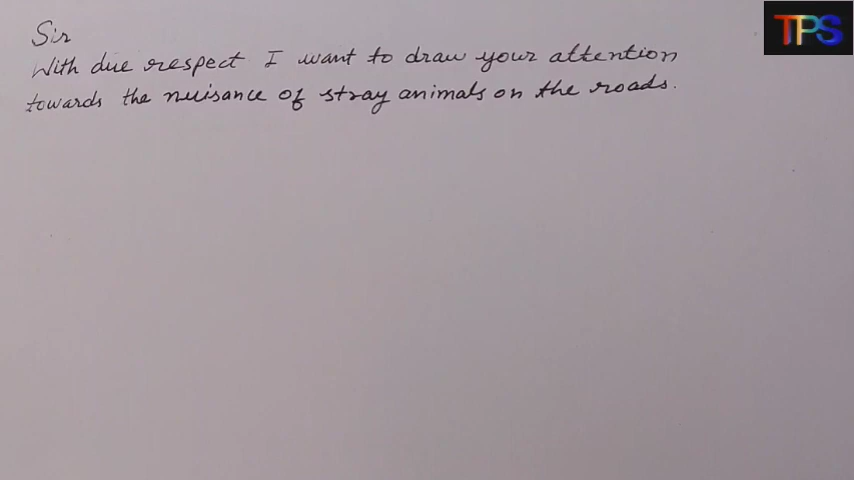 TPS
Sir
With due respect I want to draw your attention
towards the nuisance of stray animals on the roads.